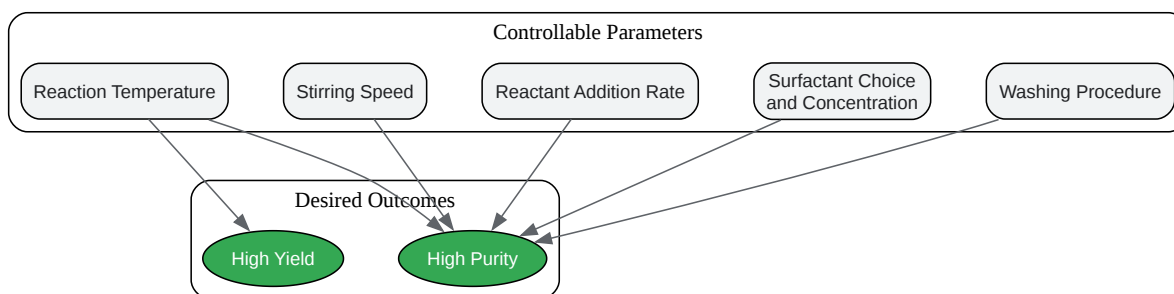 Controllable Parameters
Reaction Temperature
Stirring Speed
Reactant Addition Rate
Surfactant Choice
and Concentration
Washing Procedure
Desired Outcomes
High Yield
High Purity